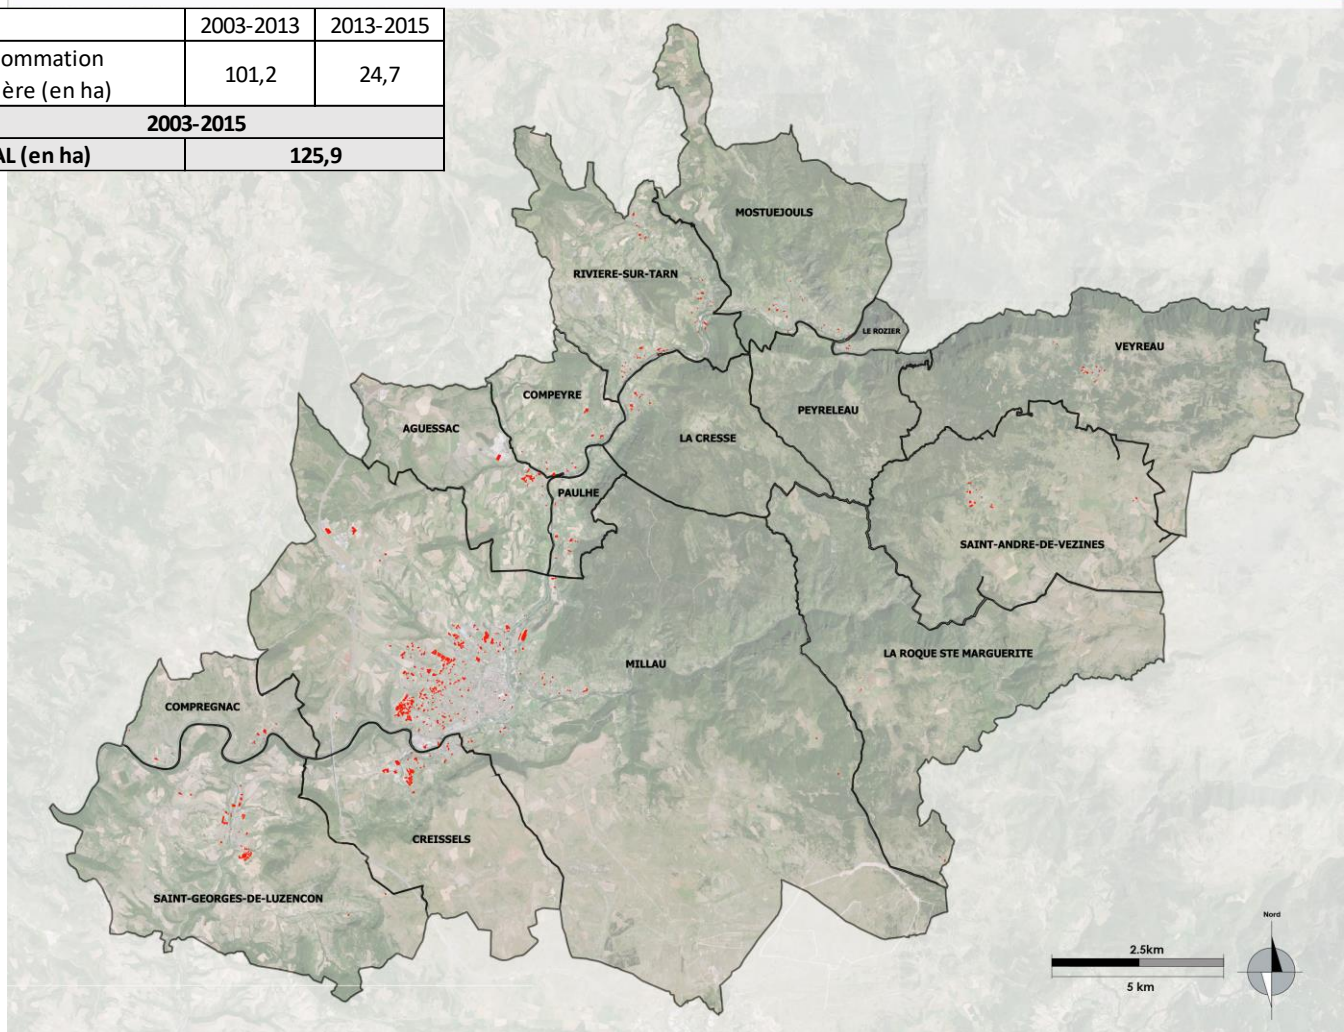 2003-2013 2013-2015
ommation
ère (en ha)
101,2 24,7
2003-2015
AL (en ha) 125,9
MOSTUEJOULS
RIVIERE-SUR-TARN
LE ROZIER
VEYREAU
COMPEYRE
PEYRELEAU
AGUESSAC
LA CRESSE
PAULHE
SAINT-ANDRE-DE-VEZINES
LA ROQUE STE MARGUERITE
MILLAU
COMPREGNAC
CREISSELS
SAINT-GEORGES-DE-LUZENCON
Nord
2.5km
5 km